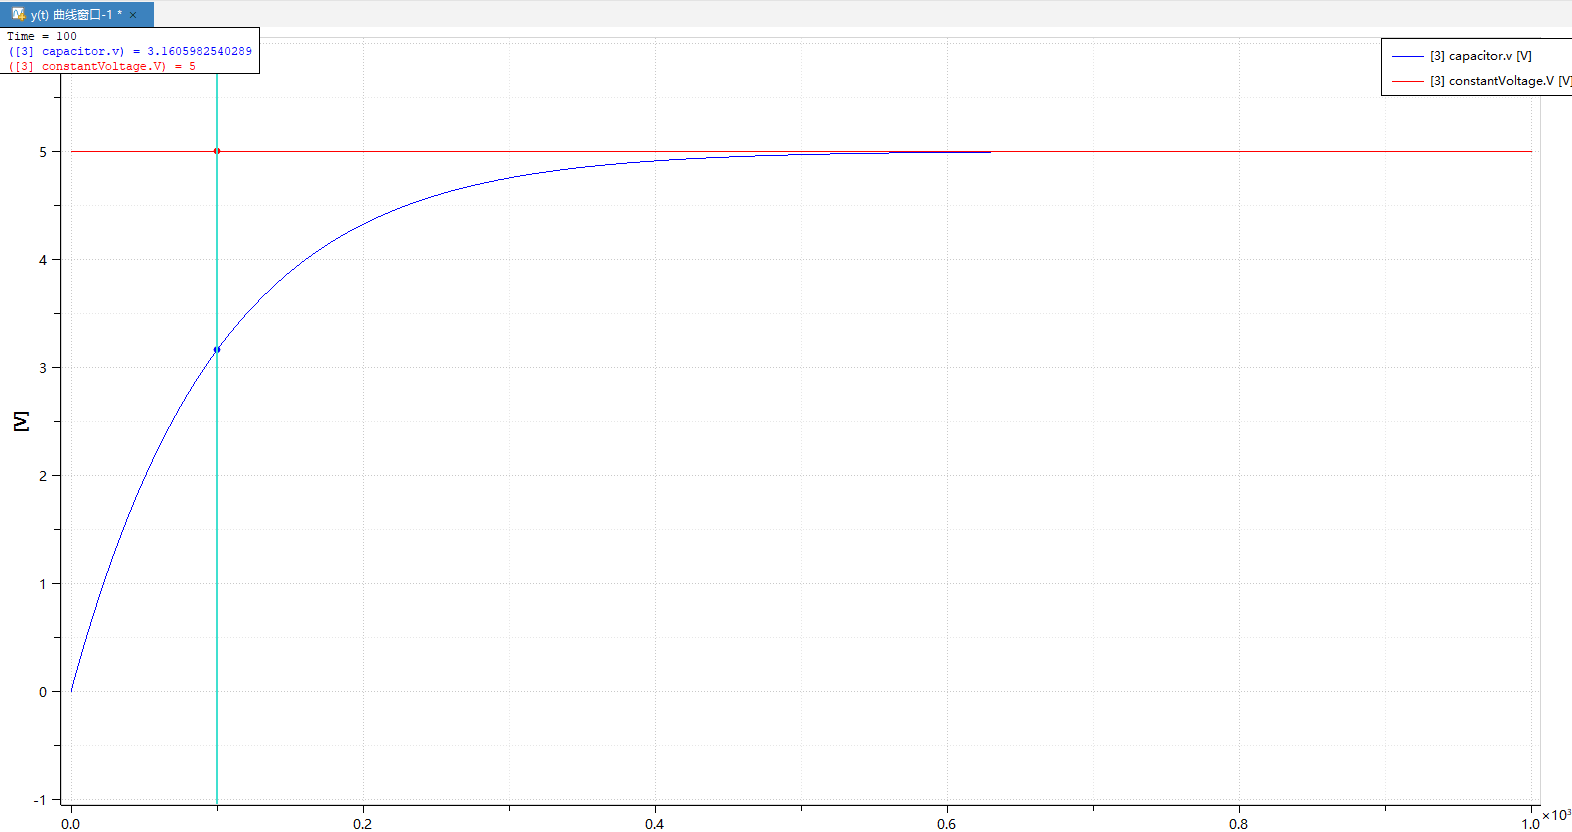 y(t) 曲线窗口-1 * ×
Time = 100
([3] capacitor.v) = 3.1605982540289
([3] constantVoltage.V) = 5
[3] capacitor.v [V]
[3] constantVoltage.V [V]
5
4
3
[V]
2
1
0
-1
0.0 0.2 0.4 0.6 0.8 1.0 ×10³